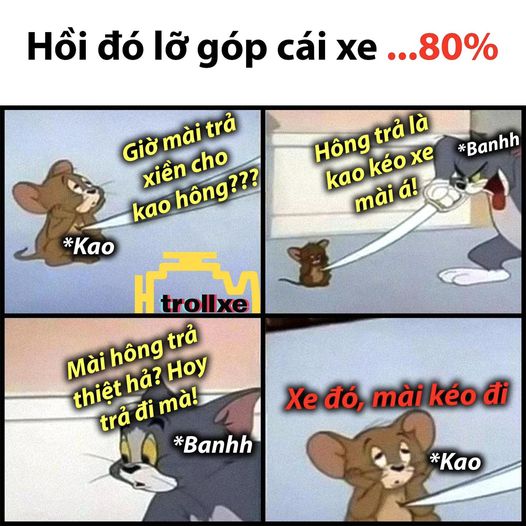 Hồi đó lỡ góp cái xe ...80%
Giờ mài trả
xiền cho
kao hông???
*Kao
trollxe
Hông trả là
kao kéo xe
mài á!
*Banhh
Mài hông trả
thiệt hả? Hoy
trả đi mà!
*Banhh
Xe đó, mài kéo đi
*Kao